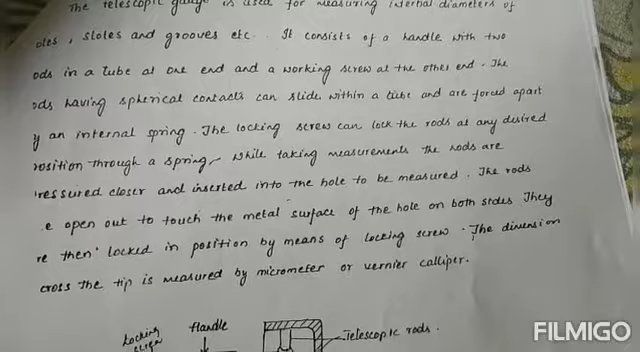 The telescopic gauge is used for measuring internal diameters of
oles, slotes and grooves etc. It consists of a handle with two
ods in a tube at one end and a working screw at the other end. The
ods having spherical contacts can slide within a tube and are forced apart
y an internal spring. The locking screw can lock the rods at any desired
position through a spring, while taking measurements the rods are
ressured closer and inserted into the hole to be measured. The rods
e open out to touch the metal surface of the hole on both sides. They
re then locked in position by means of locking screw. The dimension
cross the tip is measured by micrometer or vernier calliper.
Locking Handle Telescopic rods.
screw
FILMIGO